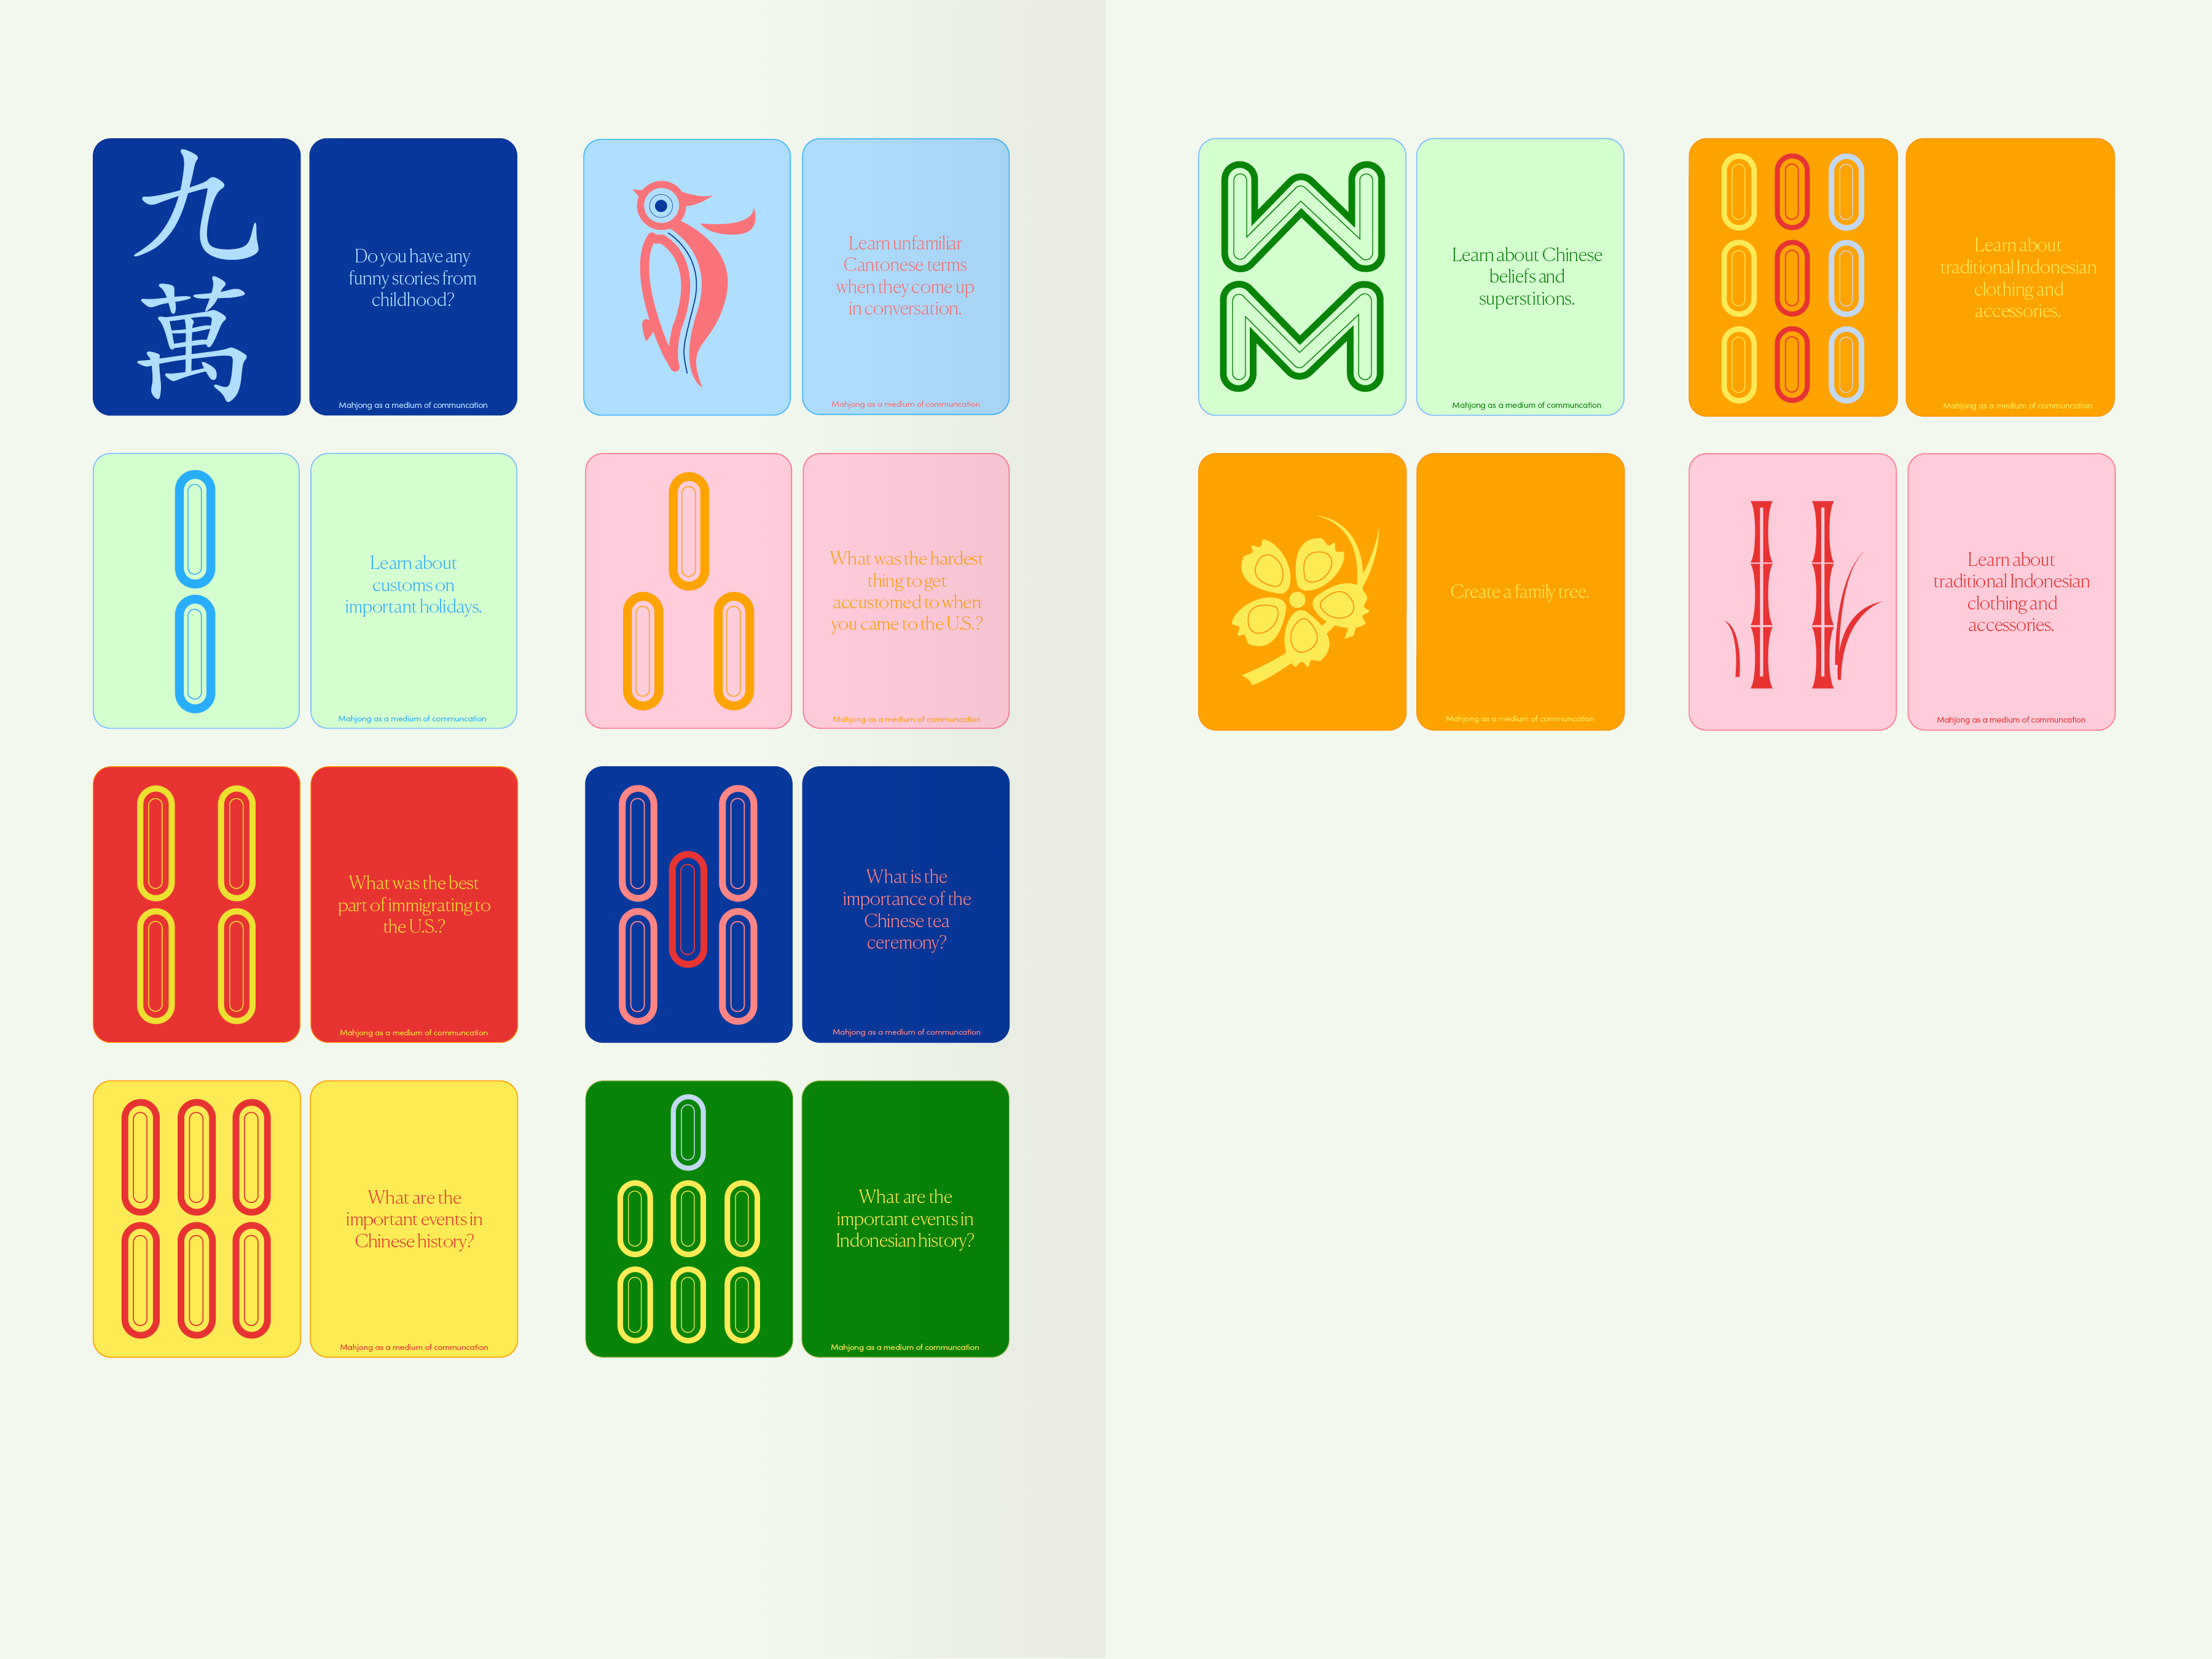 九
萬
Do you have any
funny stories from
childhood?
Mahjong as a medium of communcation
Learn unfamiliar
Cantonese terms
when they come up
in conversation.
Mahjong as a medium of communcation
Learn about
customs on
important holidays.
Mahjong as a medium of communcation
What was the hardest
thing to get
accustomed to when
you came to the U.S.?
Mahjong as a medium of communcation
What was the best
part of immigrating to
the U.S.?
Mahjong as a medium of communcation
What is the
importance of the
Chinese tea
ceremony?
Mahjong as a medium of communcation
What are the
important events in
Chinese history?
Mahjong as a medium of communcation
What are the
important events in
Indonesian history?
Mahjong as a medium of communcation
Learn about Chinese
beliefs and
superstitions.
Mahjong as a medium of communcation
Learn about
traditional Indonesian
clothing and
accessories.
Mahjong as a medium of communcation
Create a family tree.
Mahjong as a medium of communcation
Learn about
traditional Indonesian
clothing and
accessories.
Mahjong as a medium of communcation